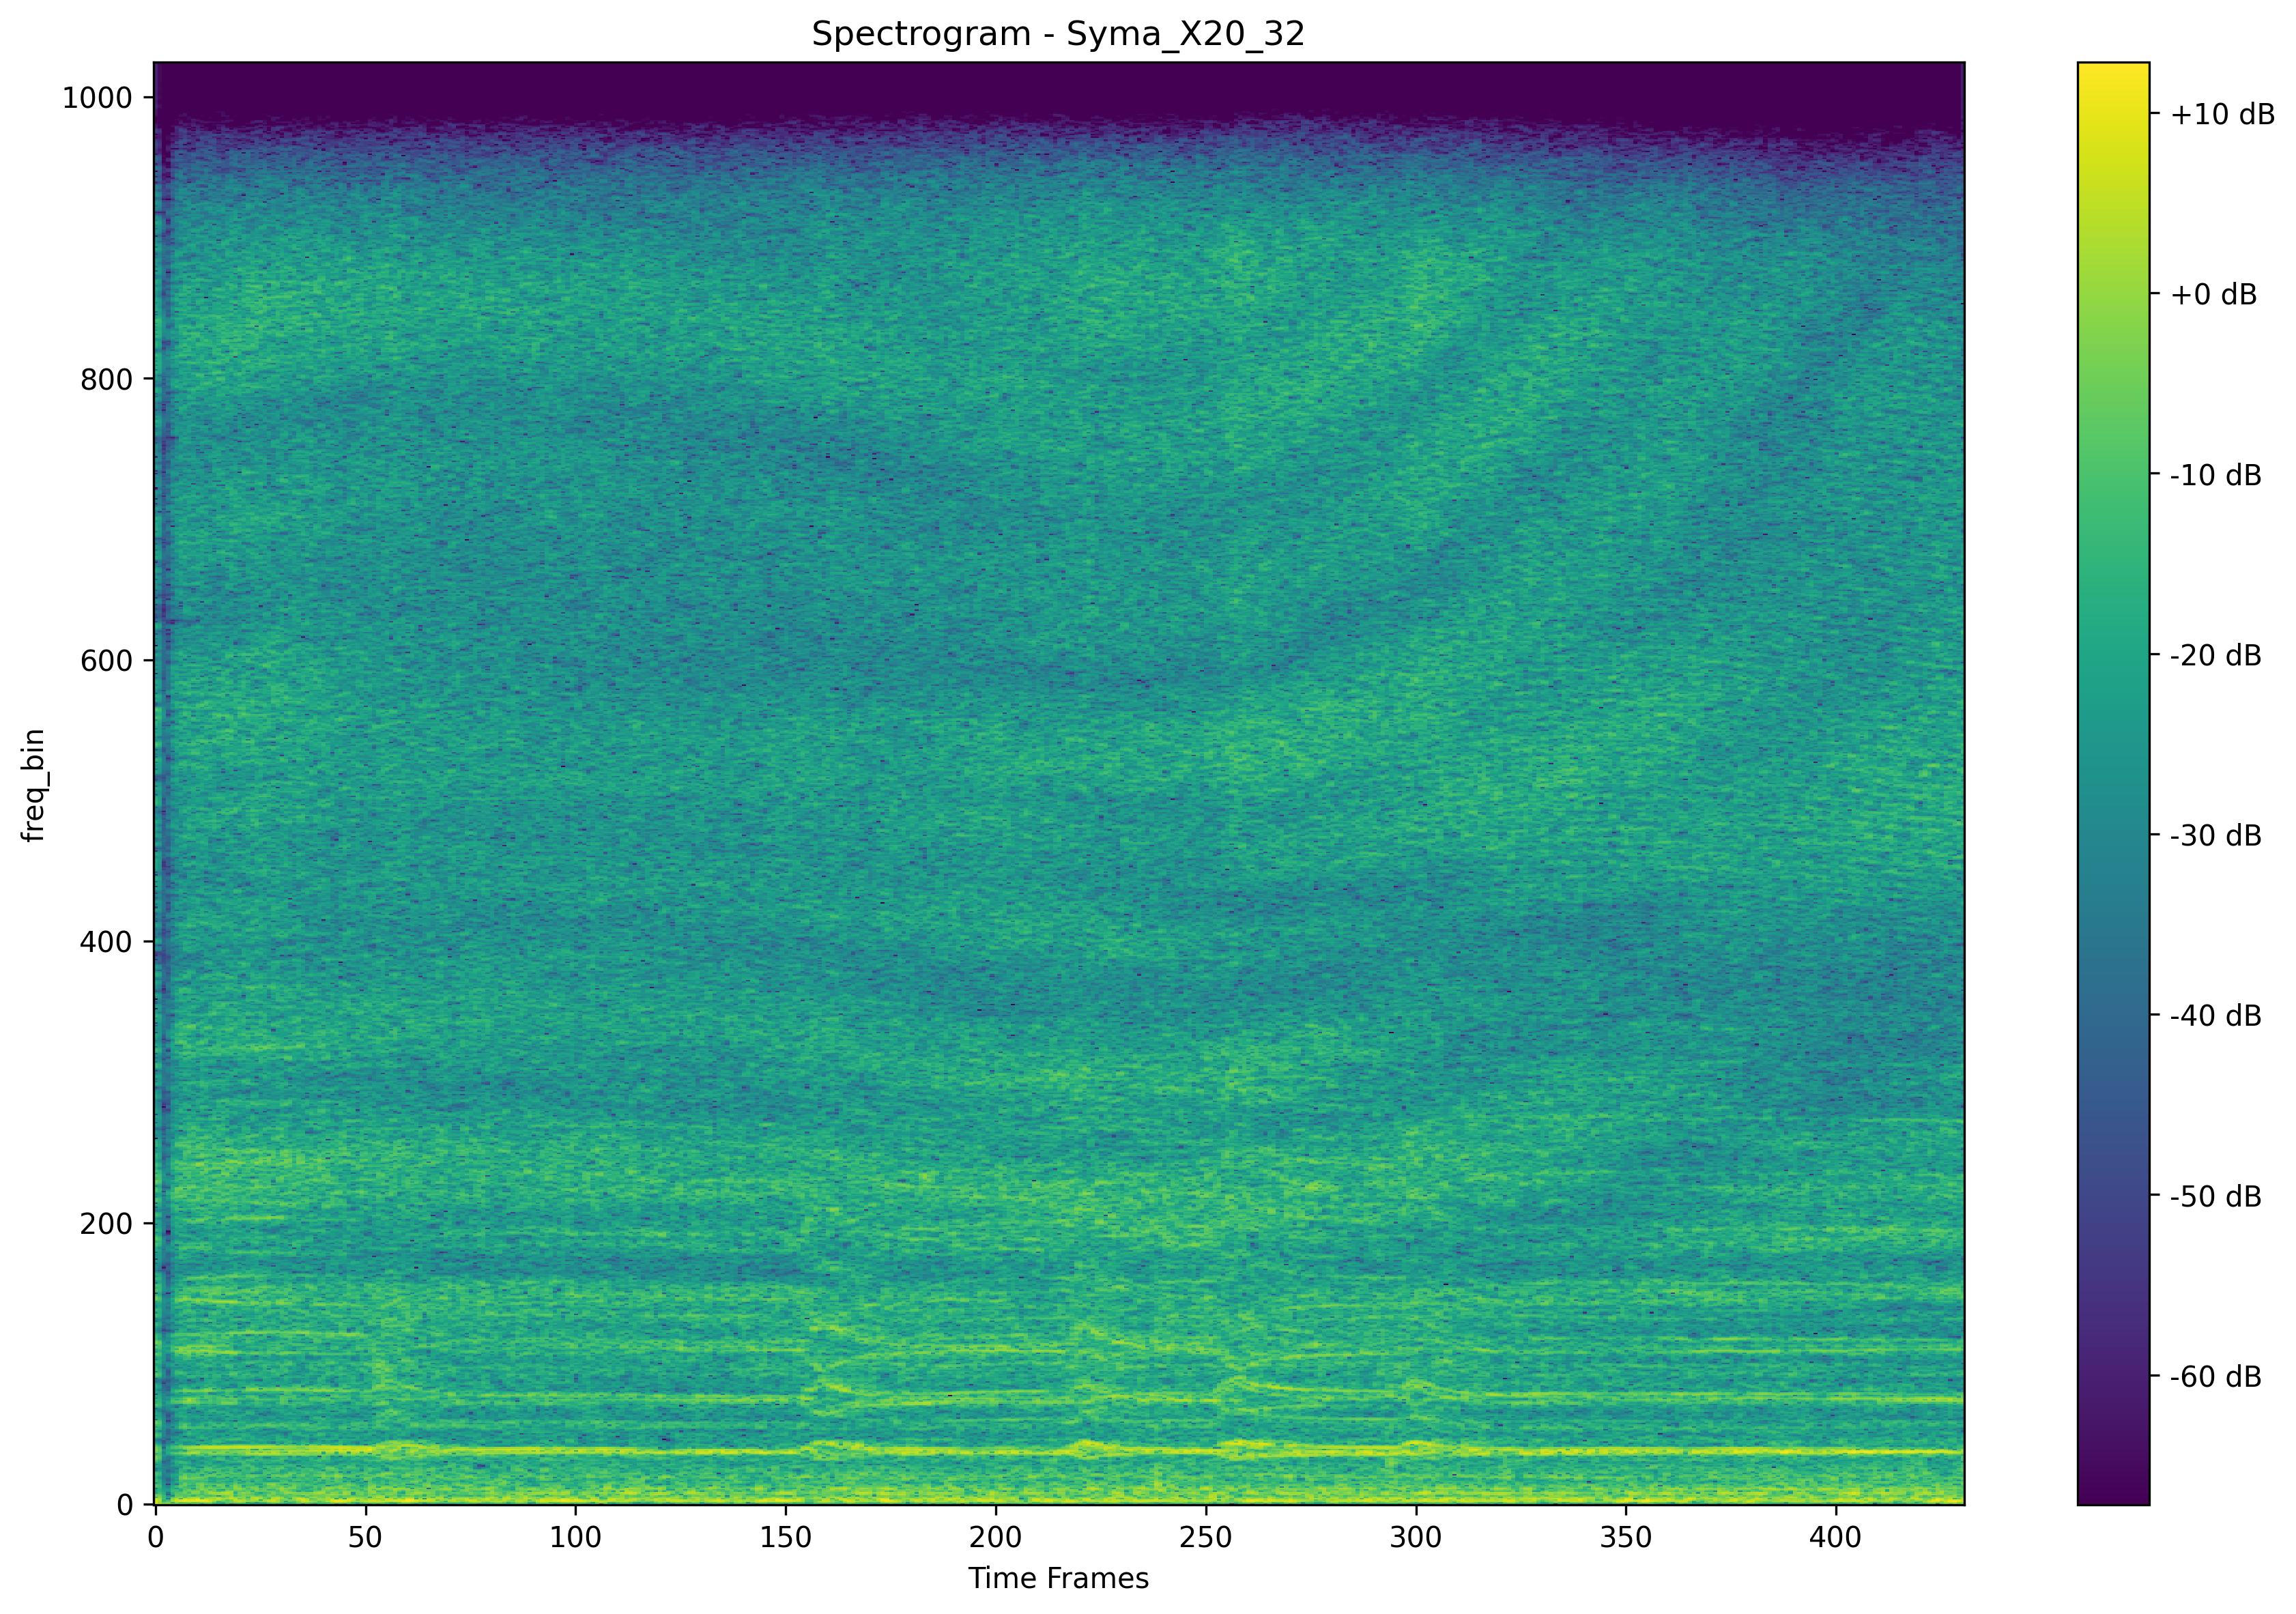 Spectrogram - Syma_X20_32
1000
800
600
400
200
0
freq_bin
0 50 100 150 200 250 300 350 400
Time Frames
+10 dB
+0 dB
-10 dB
-20 dB
-30 dB
-40 dB
-50 dB
-60 dB